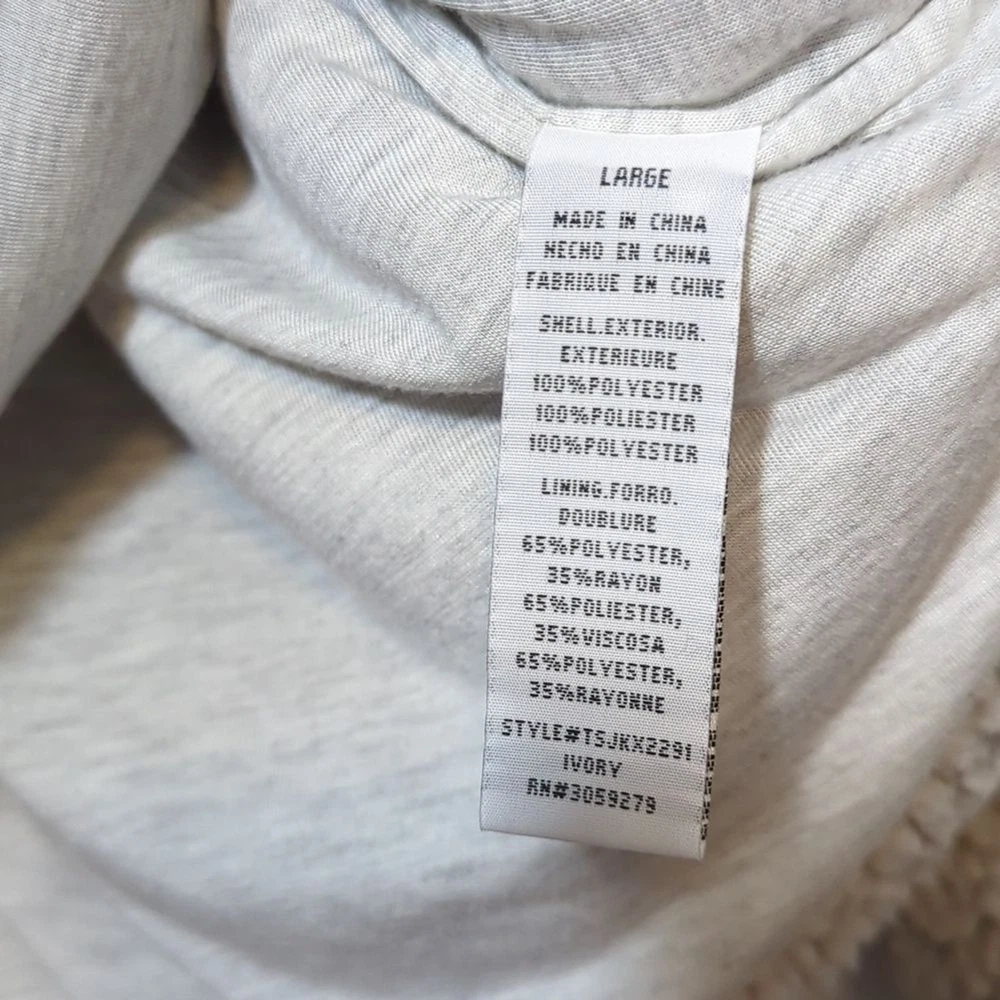 LARGE
MADE IN CHINA
HECHO EN CHINA
FABRIQUE EN CHINE
SHELL.EXTERIOR.
EXTERIEURE
100%POLYESTER
100%POLIESTER
100%POLYESTER
LINING.FORRO.
DOUBLURE
65%POLYESTER,
35%RAYON
65%POLIESTER,
35%VISCOSA
65%POLYESTER,
35%RAYONNE
STYLE#TSJKX2291
IVORY
RN#3059279